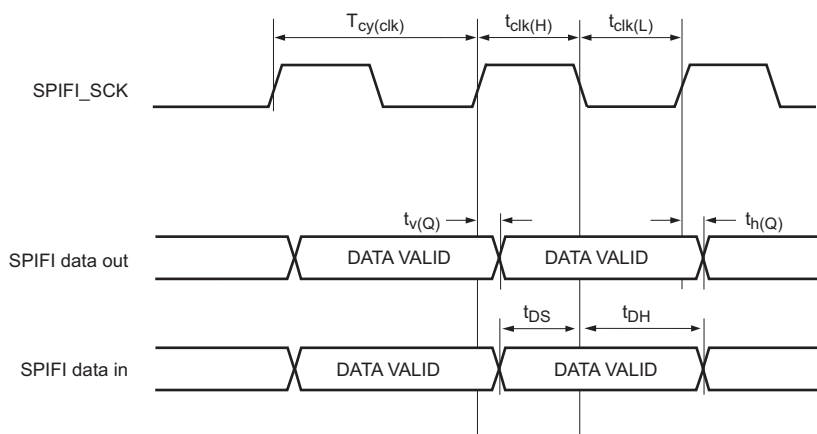 Tcy(clk) tclk(H) tclk(L)
SPIFI_SCK
tv(Q) th(Q)
SPIFI data out DATA VALID DATA VALID
tDS tDH
SPIFI data in DATA VALID DATA VALID